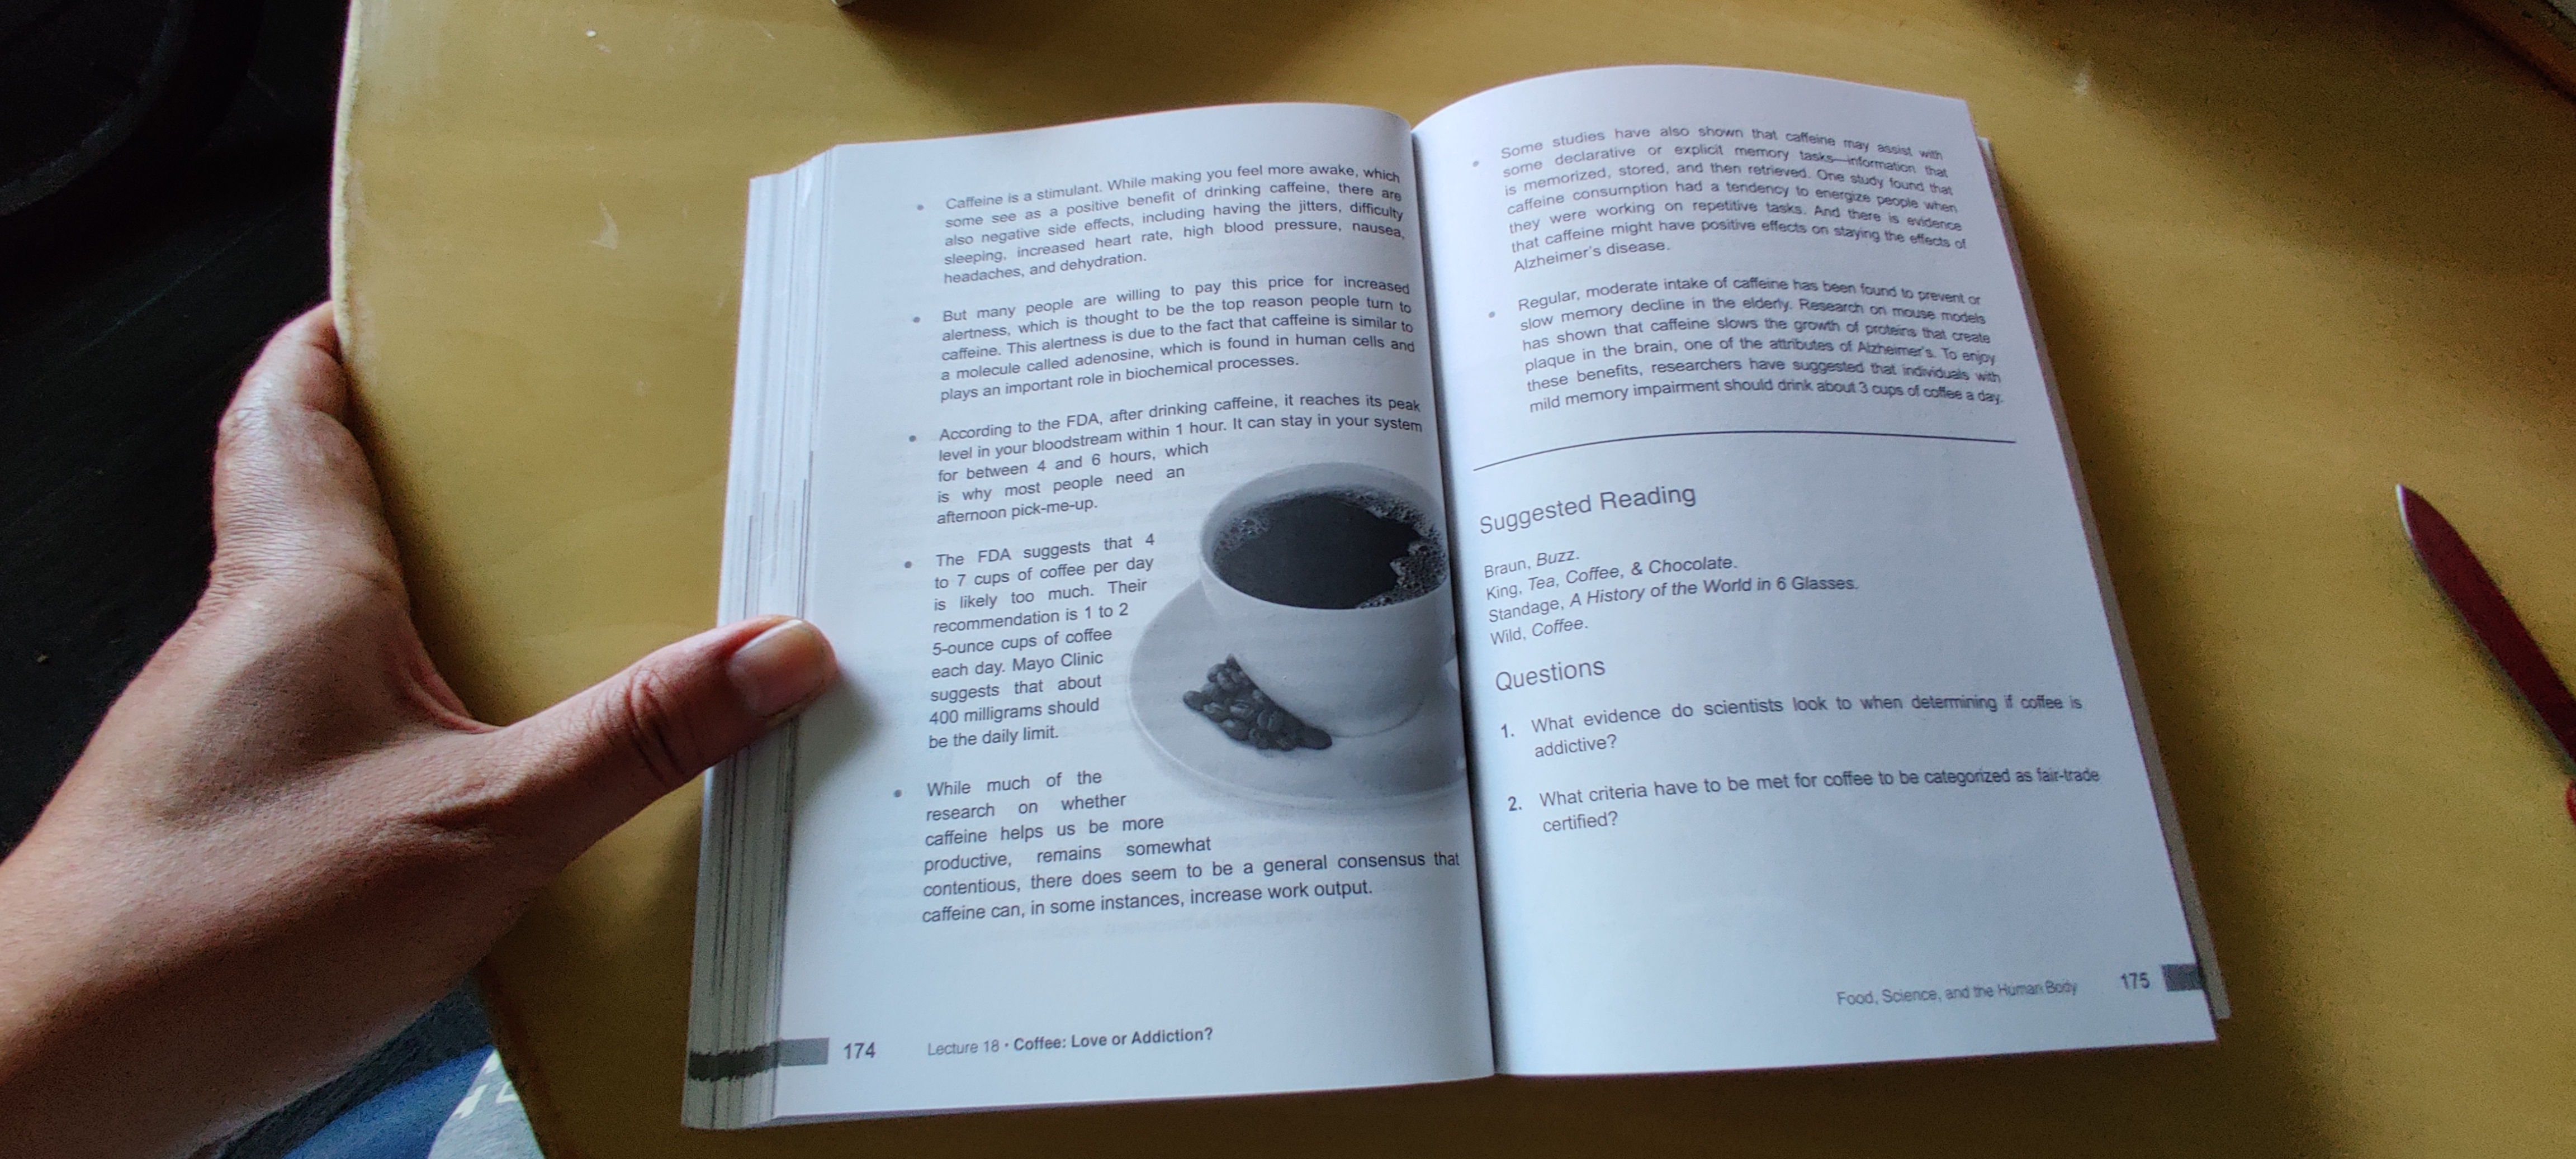 • Caffeine is a stimulant. While making you feel more awake, which
some see as a positive benefit of drinking caffeine, there are
also negative side effects, including having the jitters, difficulty
sleeping, increased heart rate, high blood pressure, nausea,
headaches, and dehydration.
• But many people are willing to pay this price for increased
alertness, which is thought to be the top reason people turn to
caffeine. This alertness is due to the fact that caffeine is similar to
a molecule called adenosine, which is found in human cells and
plays an important role in biochemical processes.
• According to the FDA, after drinking caffeine, it reaches its peak
level in your bloodstream within 1 hour. It can stay in your system
for between 4 and 6 hours, which
is why most people need an
afternoon pick-me-up.
• The FDA suggests that 4
to 7 cups of coffee per day
is likely too much. Their
recommendation is 1 to 2
5-ounce cups of coffee
each day. Mayo Clinic
suggests that about
400 milligrams should
be the daily limit.
• While much of the
research on whether
caffeine helps us be more
productive, remains somewhat
contentious, there does seem to be a general consensus that
caffeine can, in some instances, increase work output.
174 Lecture 18 • Coffee: Love or Addiction?
• Some studies have also shown that caffeine may assist with
some declarative or explicit memory tasks—information that
is memorized, stored, and then retrieved. One study found that
caffeine consumption had a tendency to energize people when
they were working on repetitive tasks. And there is evidence
that caffeine might have positive effects on staying the effects of
Alzheimer's disease.
• Regular, moderate intake of caffeine has been found to prevent or
slow memory decline in the elderly. Research on mouse models
has shown that caffeine slows the growth of proteins that create
plaque in the brain, one of the attributes of Alzheimer's. To enjoy
these benefits, researchers have suggested that individuals with
mild memory impairment should drink about 3 cups of coffee a day.
Suggested Reading
Braun, Buzz.
King, Tea, Coffee, & Chocolate.
Standage, A History of the World in 6 Glasses.
Wild, Coffee.
Questions
1. What evidence do scientists look to when determining if coffee is
addictive?
2. What criteria have to be met for coffee to be categorized as fair-trade
certified?
Food, Science, and the Human Body 175